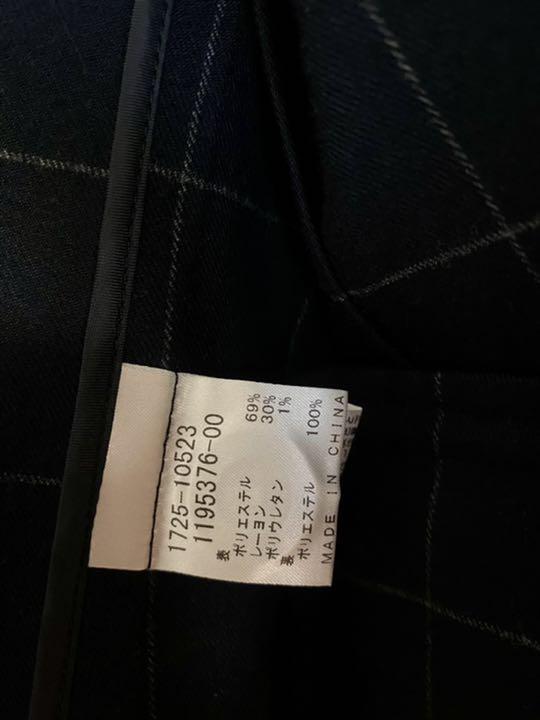 1725-10523
1195376-00
表
ポリエステル 69%
レーヨン 30%
ポリウレタン 1%
裏
ポリエステル 100%
MADE IN CHINA